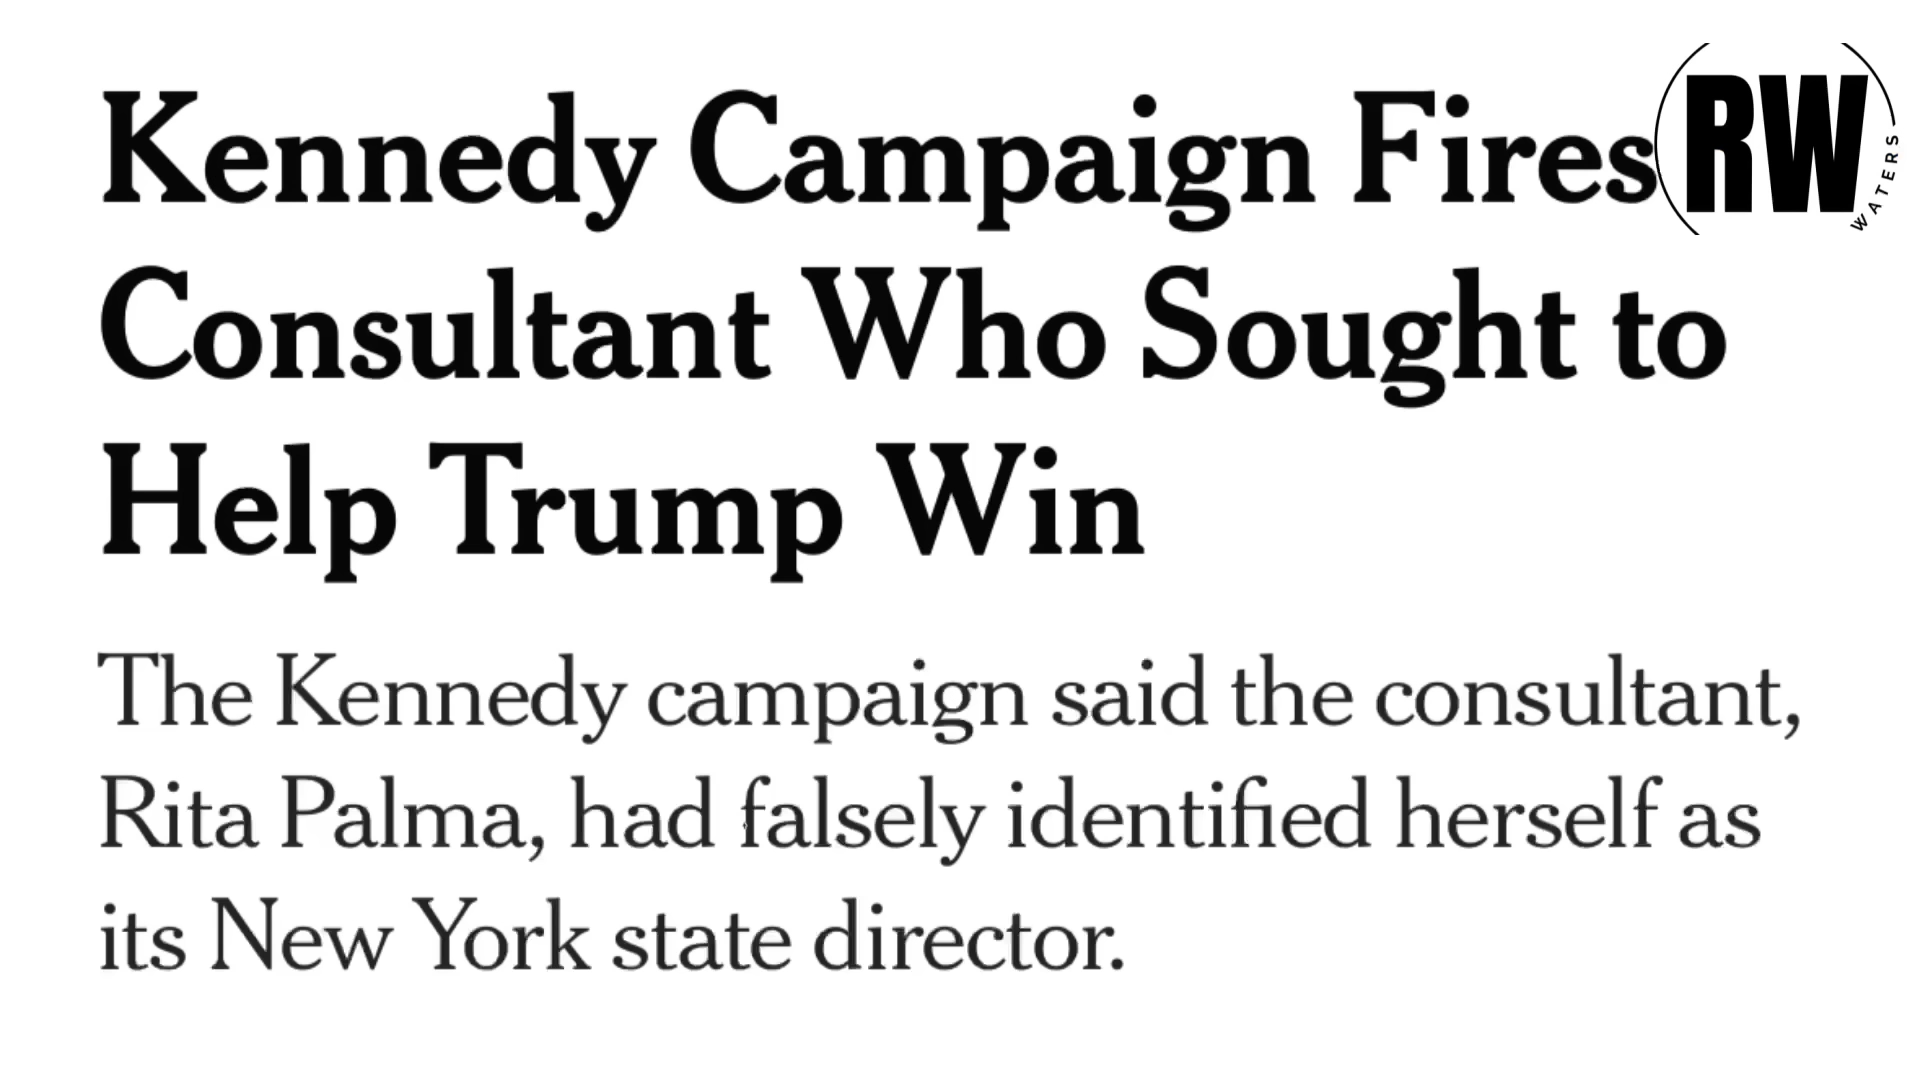 Kennedy Campaign Fires
Consultant Who Sought to
Help Trump Win
The Kennedy campaign said the consultant,
Rita Palma, had falsely identified herself as
its New York state director.
RW
WATERS